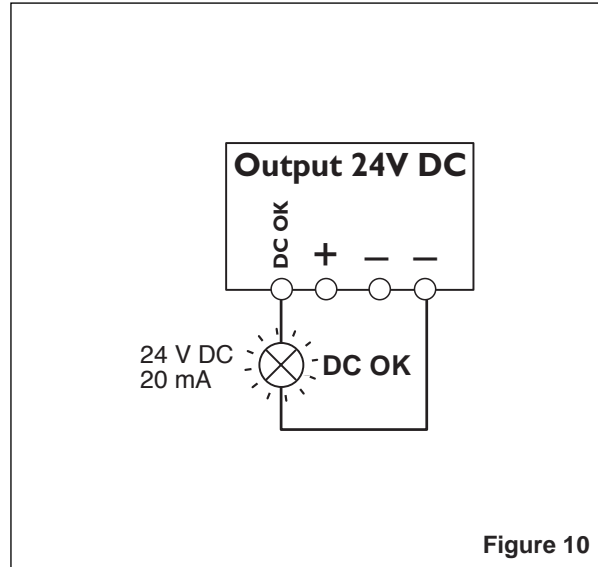 Output 24V DC
DC OK
+ – – 
24 V DC
20 mA
DC OK
Figure 10